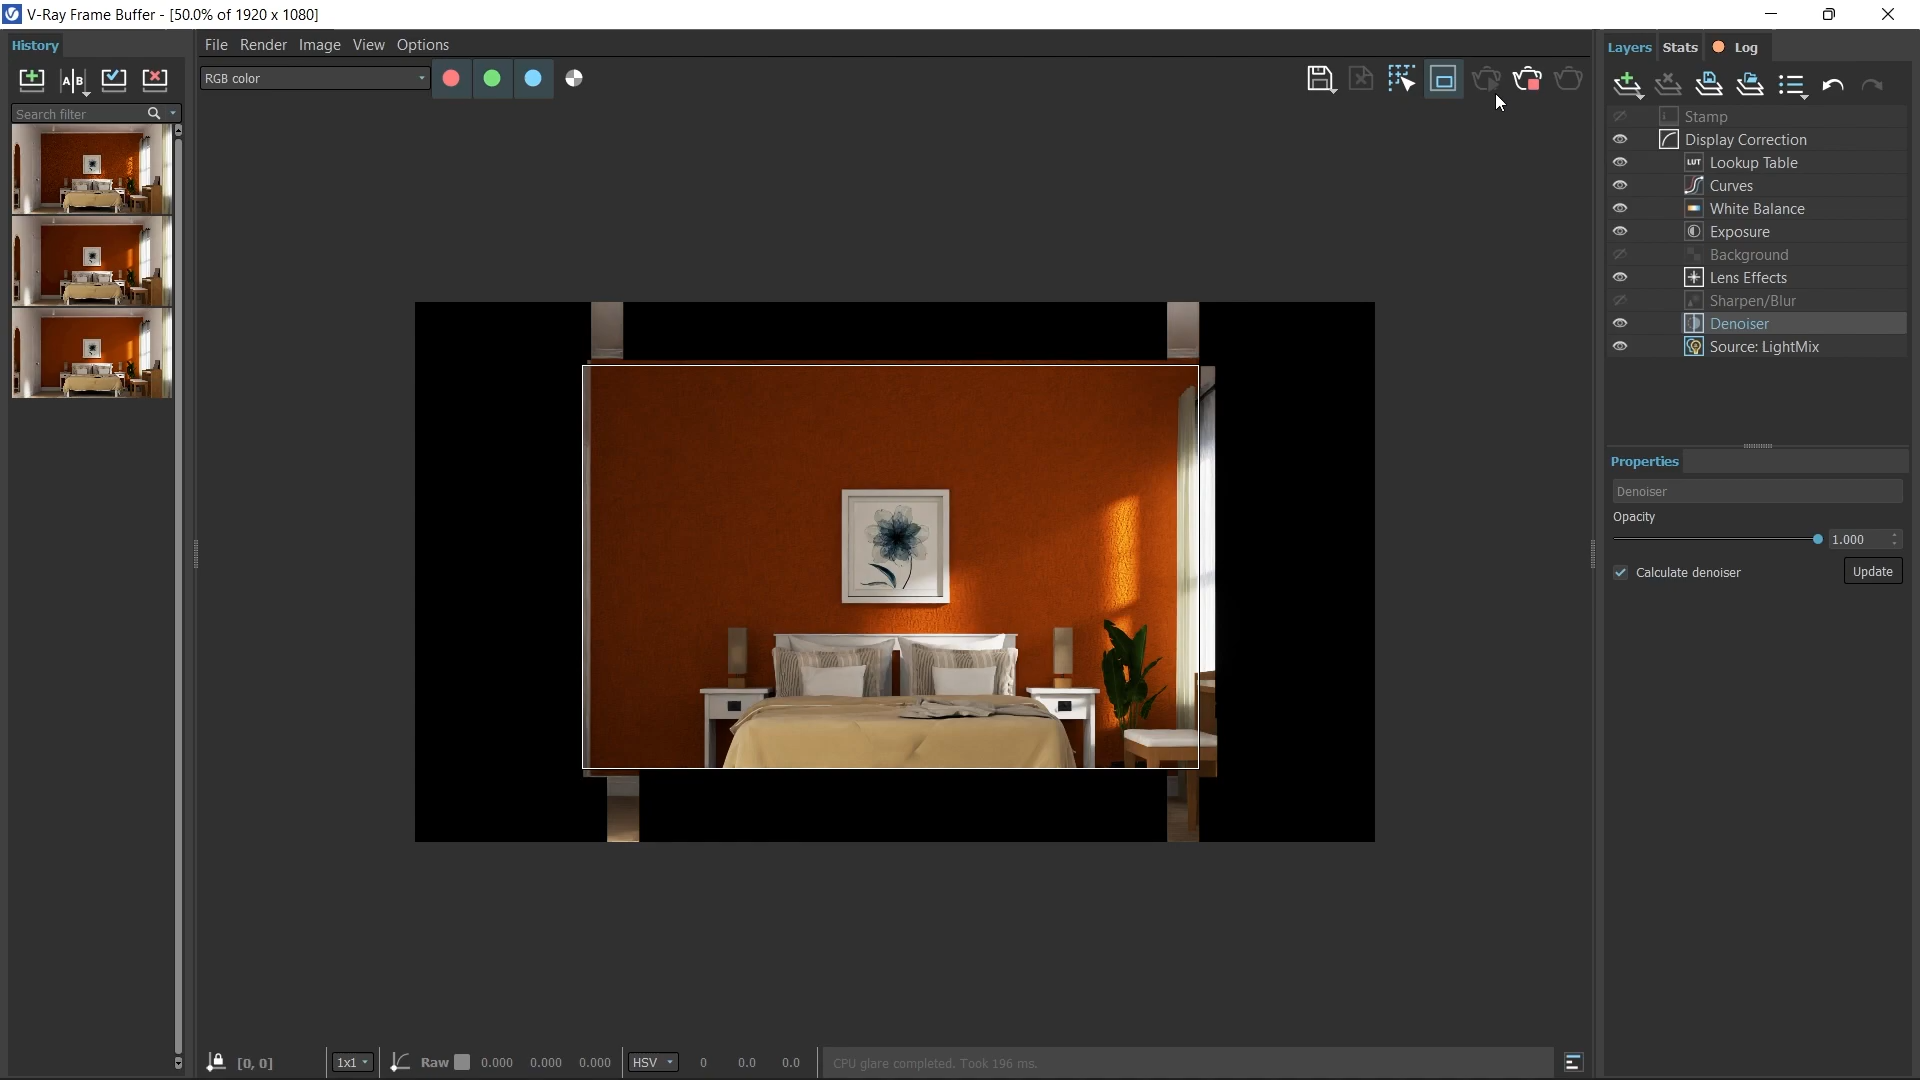 V-Ray Frame Buffer - [50.0% of 1920 x 1080]
History
File Render Image View Options
Layers Stats Log
RGB color
Search filter
Stamp
Display Correction
LUT Lookup Table
Curves
White Balance
Exposure
Background
Lens Effects
Sharpen/Blur
Denoiser
Source: LightMix
Properties
Denoiser
Opacity
1.000
Calculate denoiser Update
[0, 0] 1x1 Raw 0.000 0.000 0.000 HSV 0 0.0 0.0 CPU glare completed. Took 196 ms.